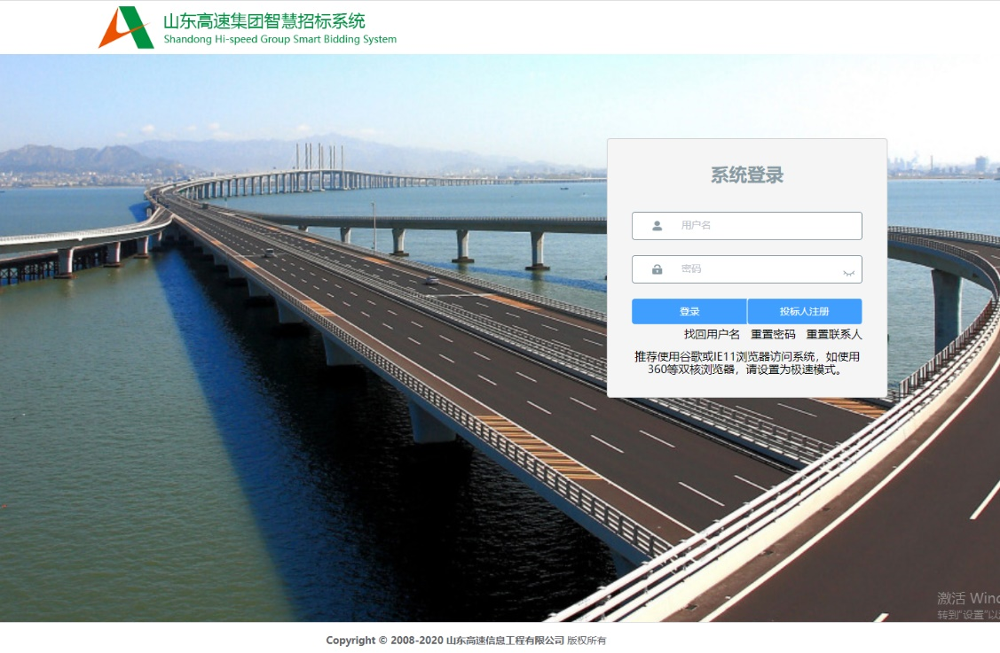 山东高速集团智慧招标系统
Shandong Hi-speed Group Smart Bidding System
系统登录
用户名
密码
登录 投标人注册
找回用户名 重置密码 重置联系人
推荐使用谷歌或IE11浏览器访问系统，如使用
360等双核浏览器，请设置为极速模式。
激活 Wind
转到"设置"以
Copyright © 2008-2020 山东高速信息工程有限公司 版权所有